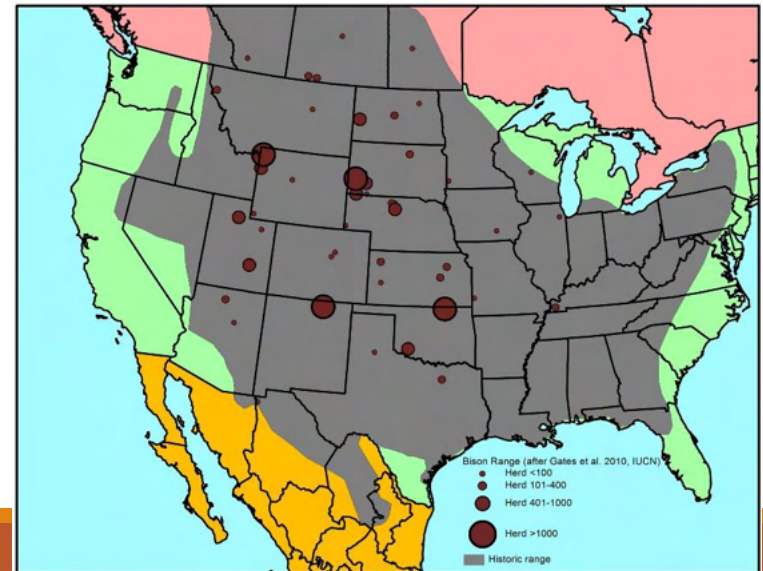 Bison Range (after Gates et al. 2010, IUCN)
Herd <100
Herd 101-400
Herd 401-1000
Herd >1000
Historic range